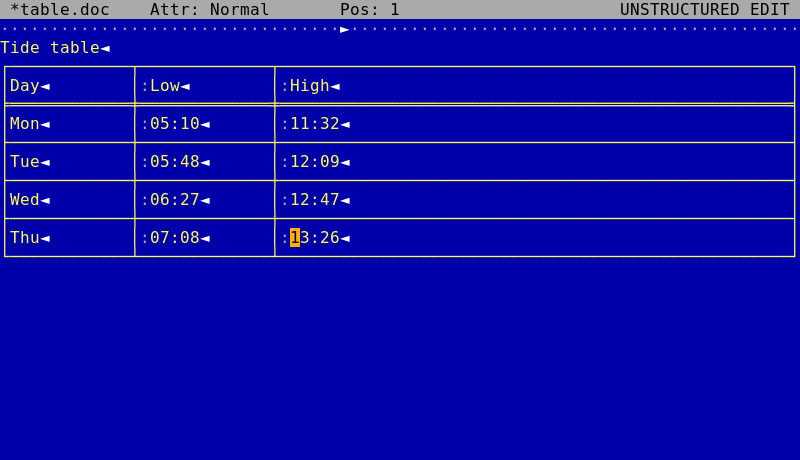 *table.doc    Attr: Normal       Pos: 1                      UNSTRUCTURED EDIT
Tide table◄
Day◄ :Low◄ :High◄
Mon◄ :05:10◄ :11:32◄
Tue◄ :05:48◄ :12:09◄
Wed◄ :06:27◄ :12:47◄
Thu◄ :07:08◄ :13:26◄